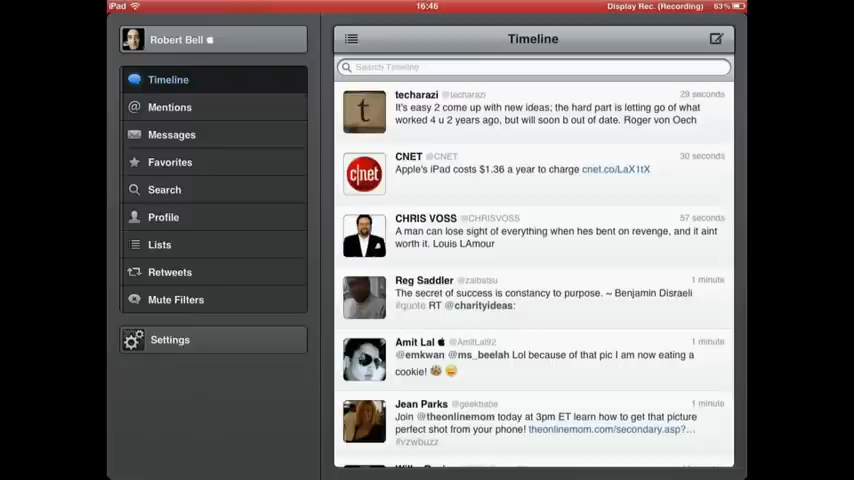 iPad 16:46 Display Rec. (Recording) 63%
Robert Bell
Timeline
Mentions
Messages
Favorites
Search
Profile
Lists
Retweets
Mute Filters
Settings
Timeline
Search Timeline
techarazi @techarazi 29 seconds
It's easy 2 come up with new ideas; the hard part is letting go of what
worked 4 u 2 years ago, but will soon b out of date. Roger von Oech
t
CNET @CNET 30 seconds
Apple's iPad costs $1.36 a year to charge cnet.co/LaX1tX
c|net
CHRIS VOSS @CHRISVOSS 57 seconds
A man can lose sight of everything when hes bent on revenge, and it aint
worth it. Louis LAmour
Reg Saddler @zaibatsu 1 minute
The secret of success is constancy to purpose. ~ Benjamin Disraeli
#quote RT @charityideas:
Amit Lal @AmitLal92 1 minute
@emkwan @ms_beelah Lol because of that pic I am now eating a
cookie!
Jean Parks @geekbabe 1 minute
Join @theonlinemom today at 3pm ET learn how to get that picture
perfect shot from your phone! theonlinemom.com/secondary.asp?...
#vzwbuzz